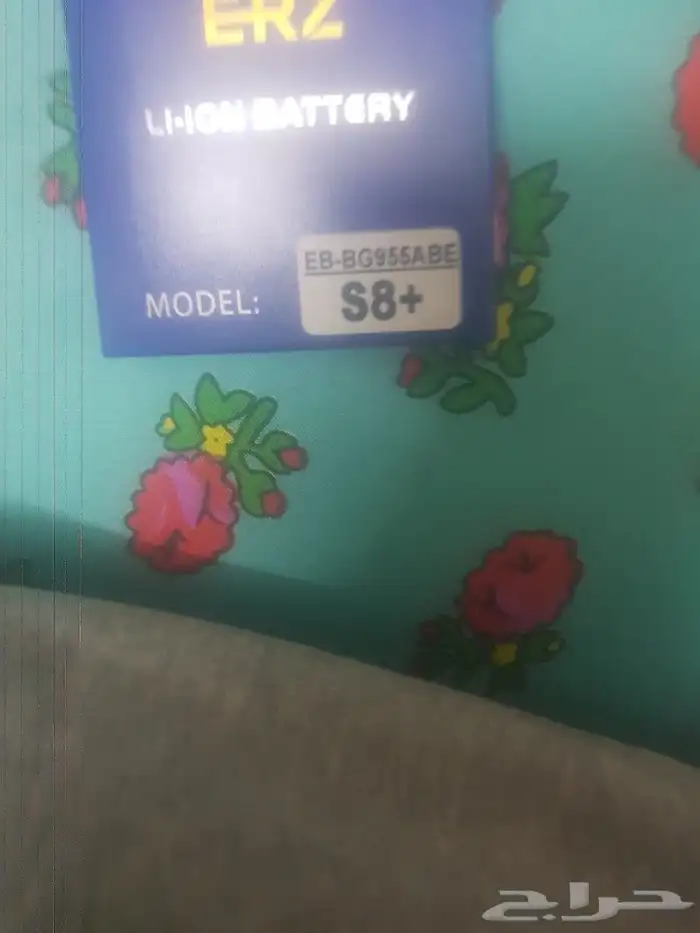 ERZ
LI-ION BATTERY
EB-BG955ABE
MODEL: S8+
حراج